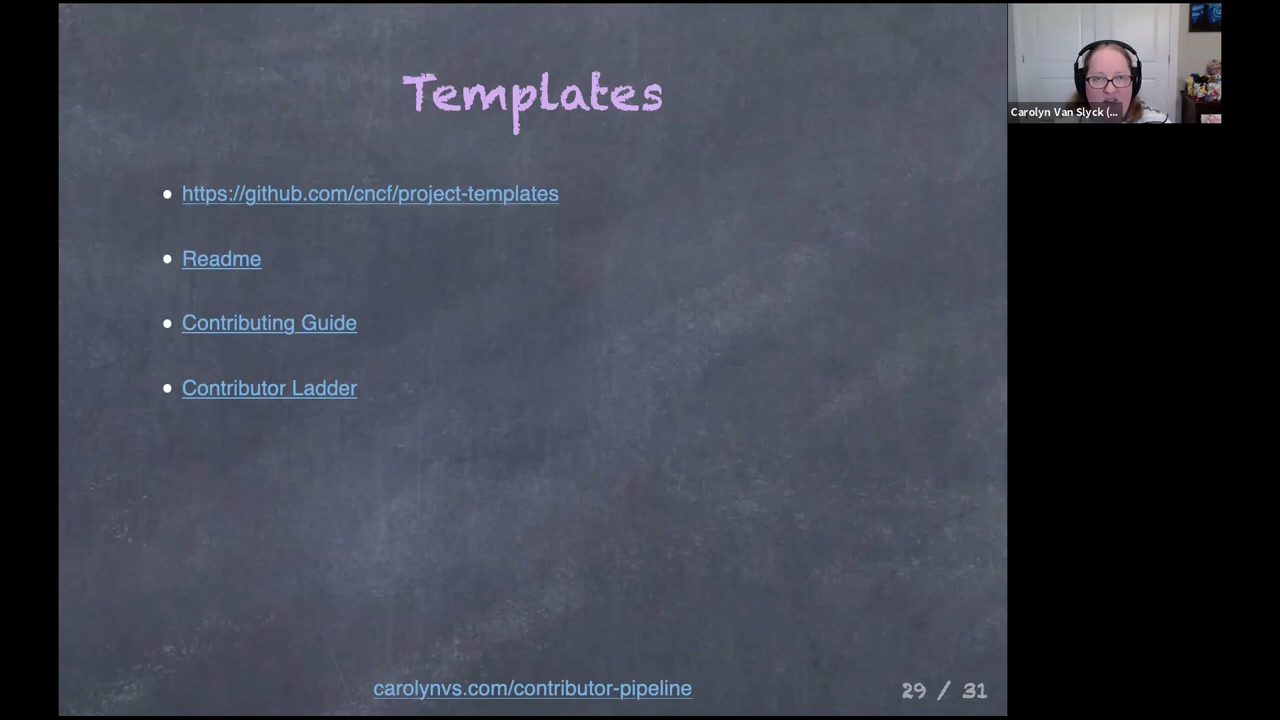 Templates
https://github.com/cncf/project-templates
Readme
Contributing Guide
Contributor Ladder
carolynvs.com/contributor-pipeline
29 / 31
Carolyn Van Slyck (...